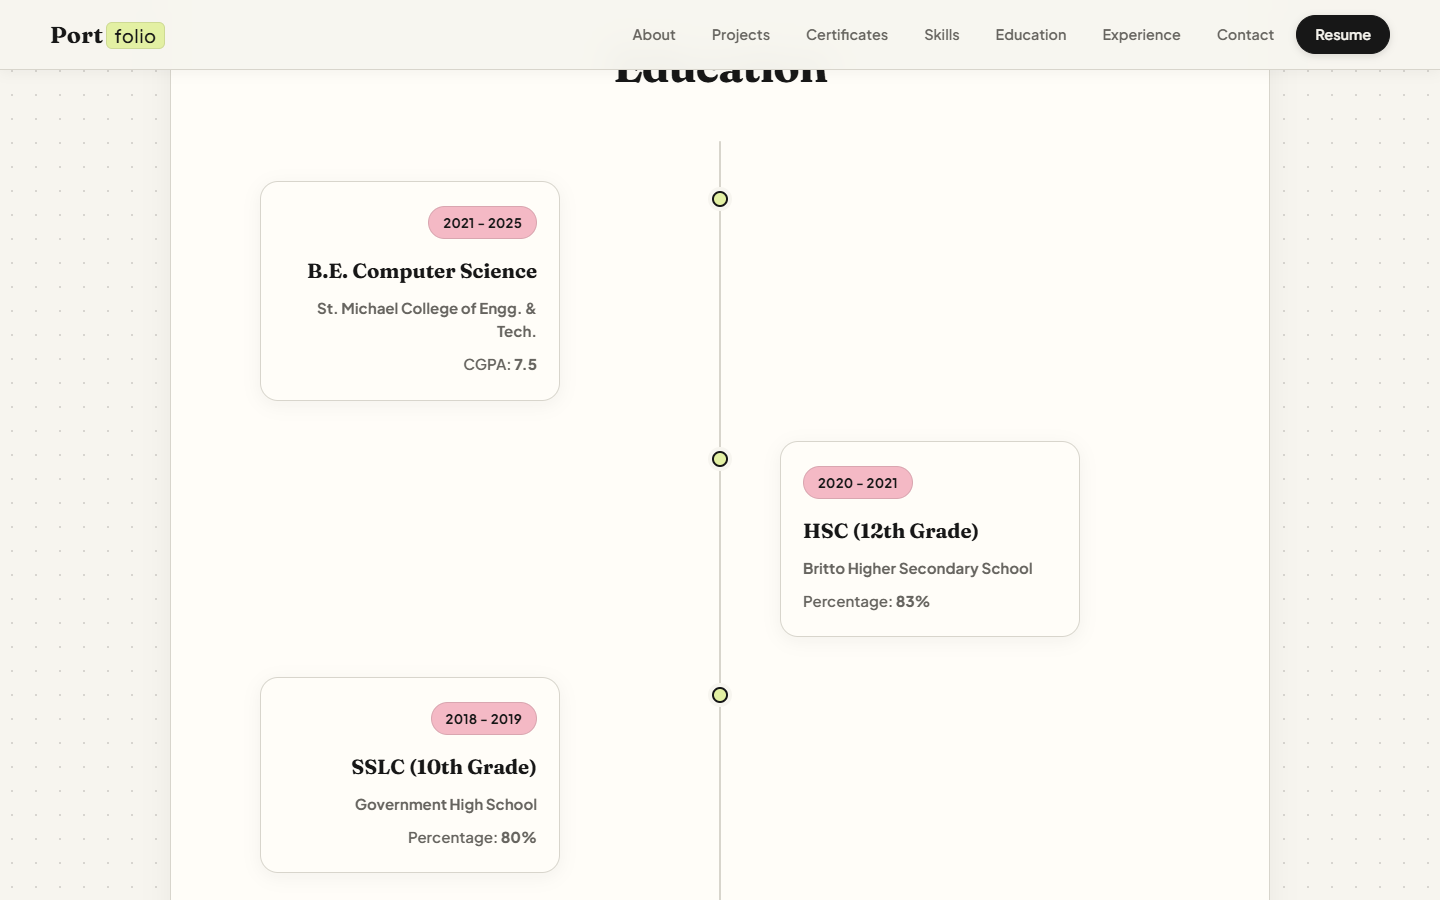 Port folio
About Projects Certificates Skills Education Experience Contact Resume
Education
2021 - 2025
B.E. Computer Science
St. Michael College of Engg. &
Tech.
CGPA: 7.5
2020 - 2021
HSC (12th Grade)
Britto Higher Secondary School
Percentage: 83%
2018 - 2019
SSLC (10th Grade)
Government High School
Percentage: 80%